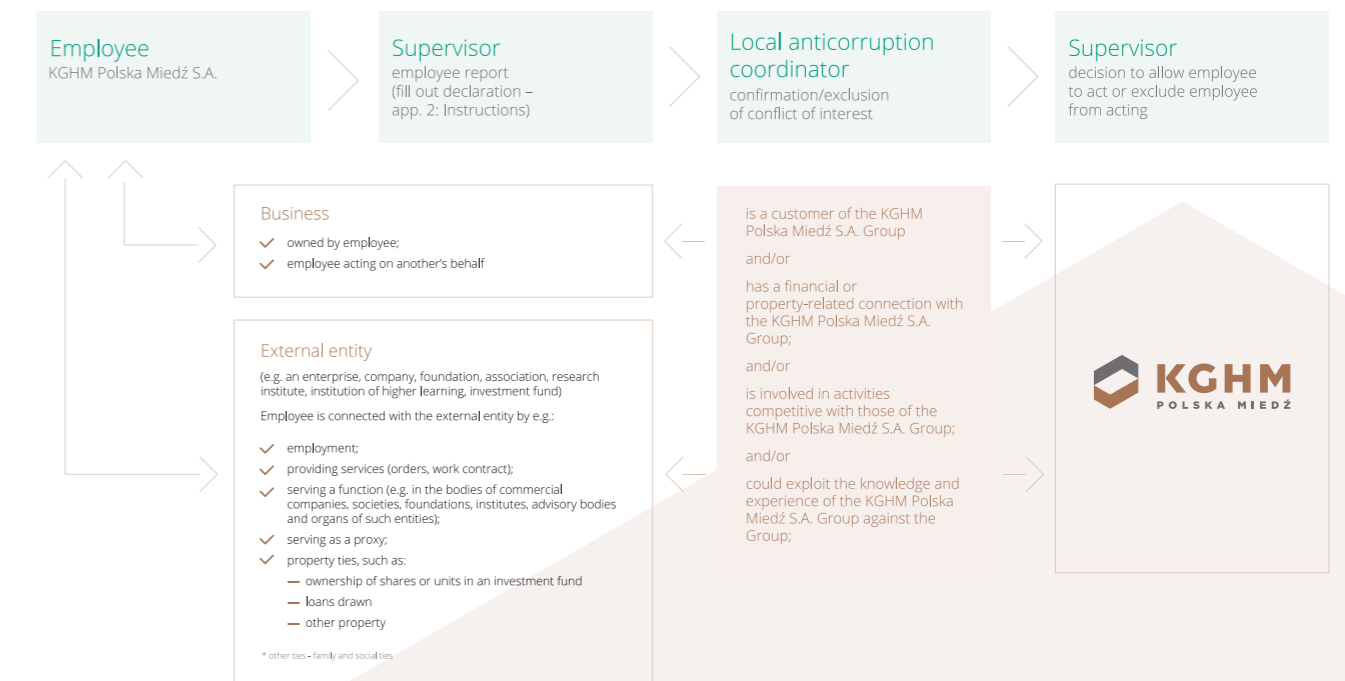 Employee
KGHM Polska Miedź S.A.
Supervisor
employee report
(fill out declaration –
app. 2: Instructions)
Local anticorruption
coordinator
confirmation/exclusion
of conflict of interest
Supervisor
decision to allow employee
to act or exclude employee
from acting
Business
owned by employee;
employee acting on another's behalf
External entity
(e.g. an enterprise, company, foundation, association, research
institute, institution of higher learning, investment fund)
Employee is connected with the external entity by e.g.:
employment;
providing services (orders, work contract);
serving a function (e.g. in the bodies of commercial
companies, societies, foundations, institutes, advisory bodies
and organs of such entities);
serving as a proxy;
property ties, such as:
— ownership of shares or units in an investment fund
— loans drawn
— other property
* other ties – family and social ties
is a customer of the KGHM
Polska Miedź S.A. Group
and/or
has a financial or
property-related connection with
the KGHM Polska Miedź S.A.
Group;
and/or
is involved in activities
competitive with those of the
KGHM Polska Miedź S.A. Group;
and/or
could exploit the knowledge and
experience of the KGHM Polska
Miedź S.A. Group against the
Group;
KGHM
POLSKA MIEDŹ